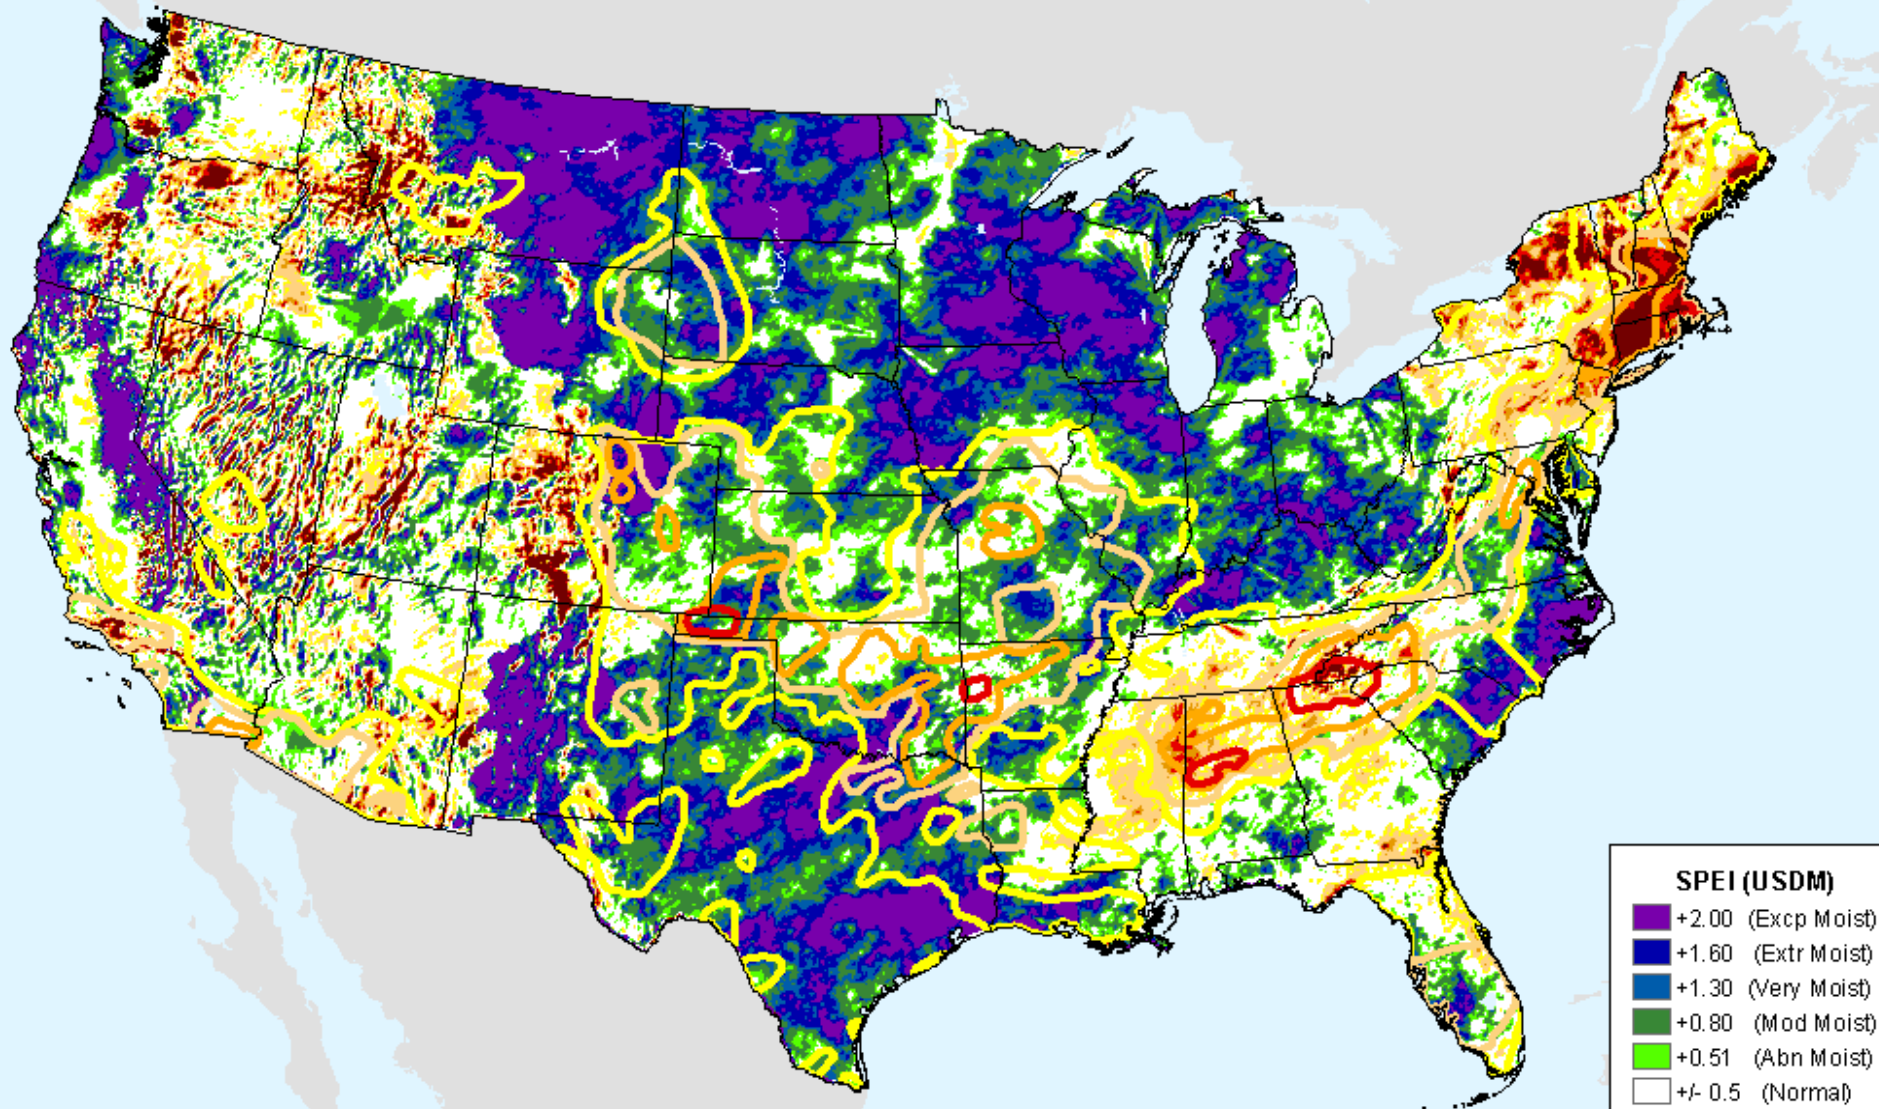 SPEI (USDM)
+2.00 (Excp Moist)
+1.60 (Extr Moist)
+1.30 (Very Moist)
+0.80 (Mod Moist)
+0.51 (Abn Moist)
+/- 0.5 (Normal)